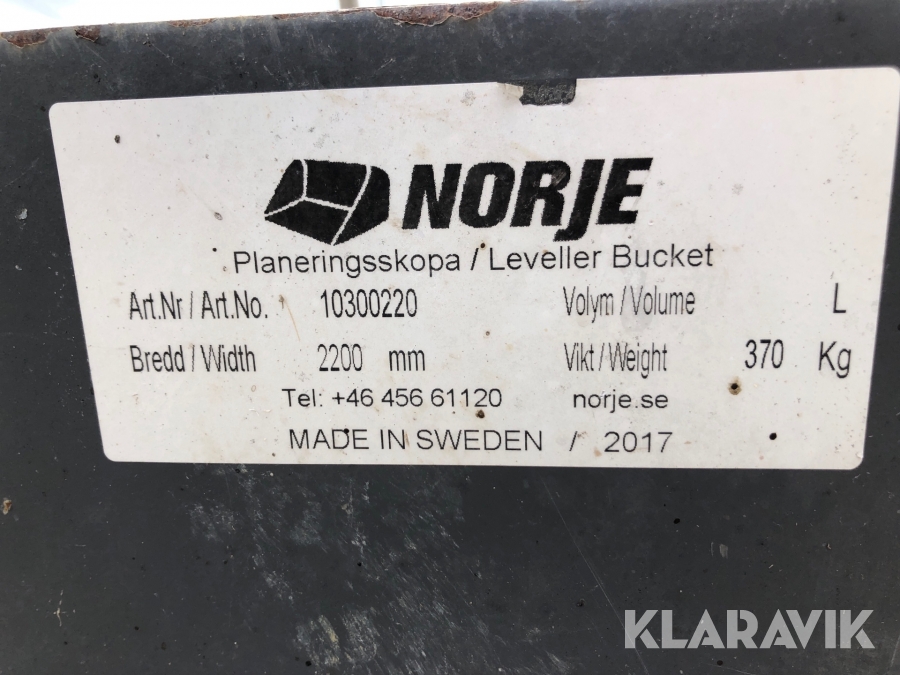 NORJE
Planeringsskopa / Leveller Bucket
Art.Nr / Art.No. 10300220 Volym / Volume L
Bredd / Width 2200 mm Vikt / Weight 370 Kg
Tel: +46 456 61120 norje.se
MADE IN SWEDEN / 2017
KLARAVIK